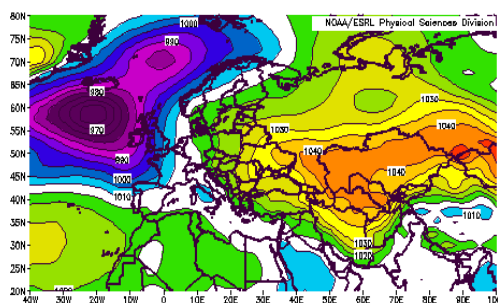 80N
NOAA/ESRL Physical Sciences Division
1000
990
75N
70N
65N
980
1030
60N
970
1030
1040
55N
980
1040
50N
1000
1040
45N
1010
40N
1010
35N
30N
1030
1020
25N
20N
40W 30W 20W 10W 0 10E 20E 30E 40E 50E 60E 70E 80E 90E